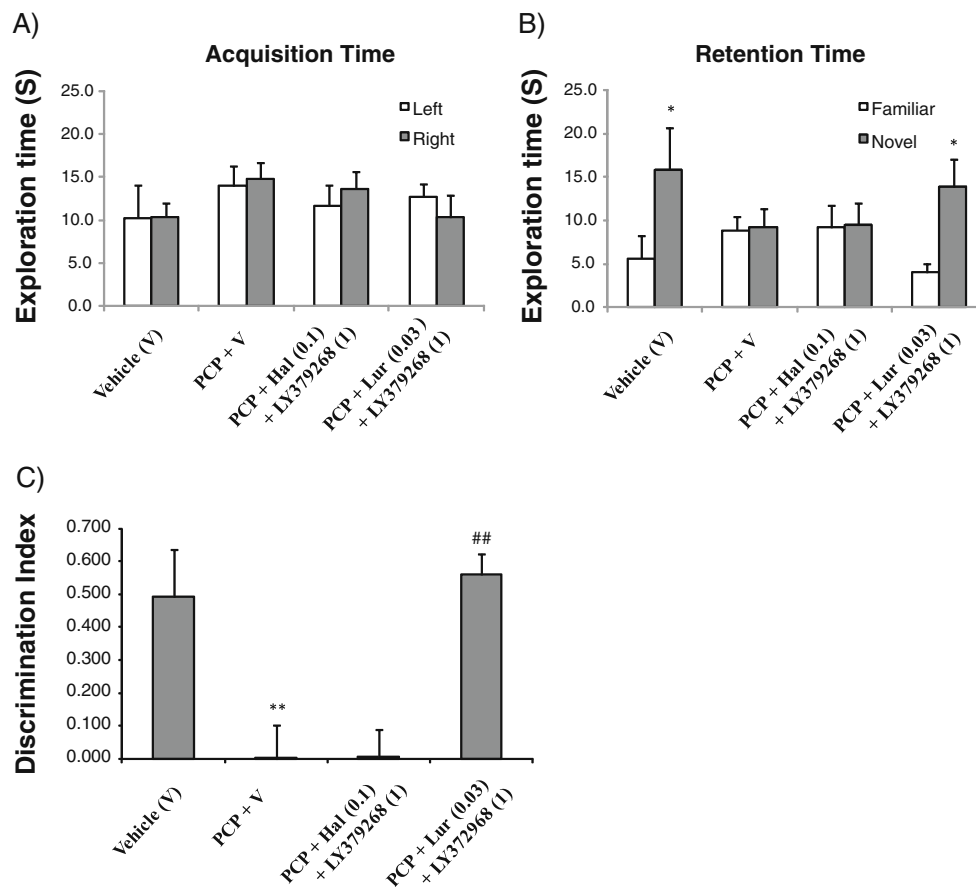 A)
Acquisition Time
Exploration time (S)
25.0
20.0
15.0
10.0
5.0
0.0
Left
Right
Vehicle (V)
PCP + V
PCP + Hal (0.1)
+ LY379268 (1)
PCP + Lur (0.03)
+ LY379268 (1)
B)
Retention Time
Exploration time (S)
25.0
20.0
15.0
10.0
5.0
0.0
Familiar
Novel
*
*
Vehicle (V)
PCP + V
PCP + Hal (0.1)
+ LY379268 (1)
PCP + Lur (0.03)
+ LY379268 (1)
C)
Discrimination Index
0.700
0.600
0.500
0.400
0.300
0.200
0.100
0.000
**
##
Vehicle (V)
PCP + V
PCP + Hal (0.1)
+ LY379268 (1)
PCP + Lur (0.03)
+ LY372968 (1)